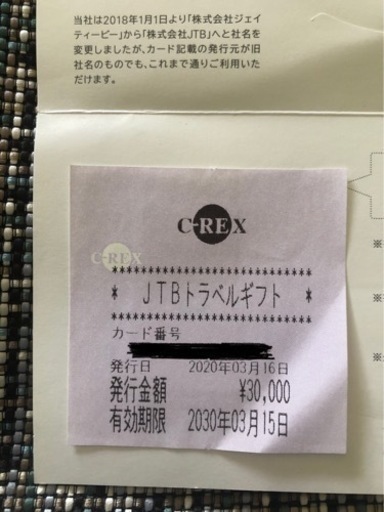 当社は2018年1月1日より「株式会社ジェイ
ティービー」から「株式会社JTB」へと社名を
変更しましたが、カード記載の発行元が旧
社名のものでも、これまで通りご利用いた
だけます。
C-REX
C-REX
********************
* JTBトラベルギフト *
********************
カード番号
発行日 2020年03月16日
発行金額 ¥30,000
有効期限 2030年03月15日
※
※
※